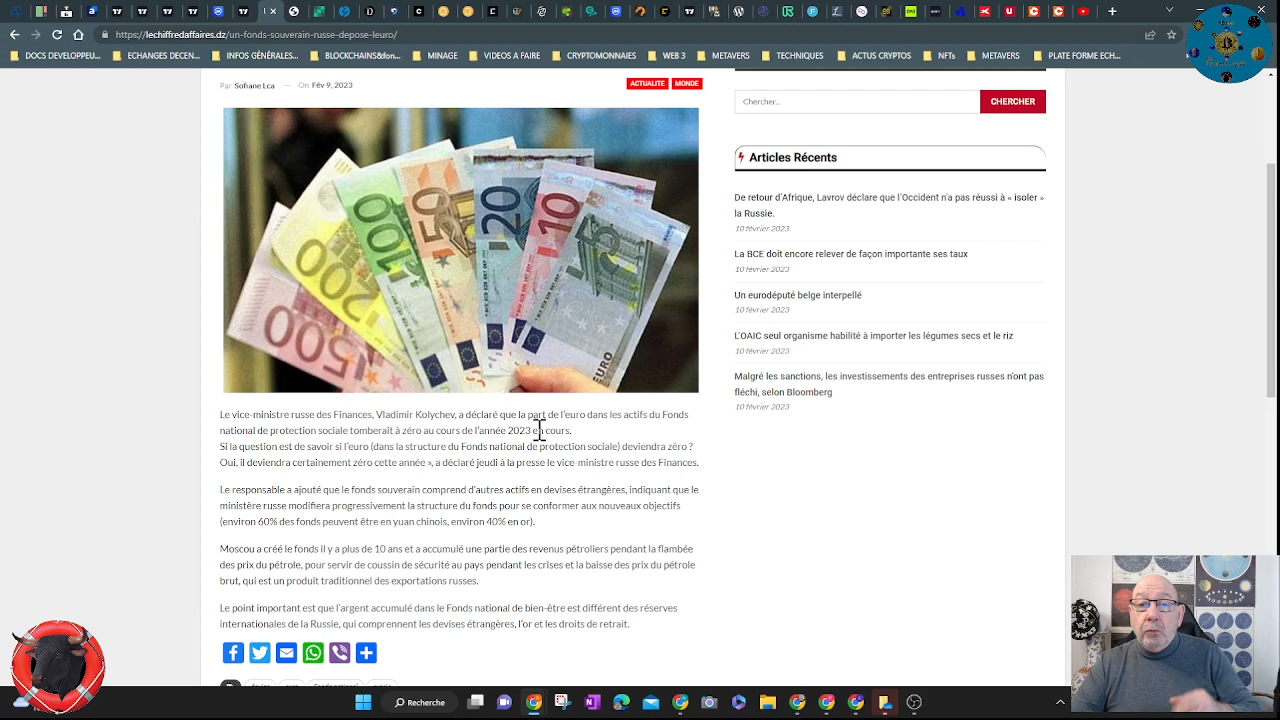 https://en-dor/
DOCS DEVELOPPEU... ECHANGES DECEN... INFOS GÉNÉRALES... BLOCKCHAINS&fonc... MINAGE VIDEOS A FAIRE CRYPTOMONNAIES WEB 3 METAVERS TECHNIQUES ACTUS CRYPTOS NFTs METAVERS PLATE FORME ECH...
Par Sofiane Lca — On Fév 9, 2023
ACTUALITE MONDE
500 200 100 50 20 10 5
EURO
Le vice-ministre russe des Finances, Vladimir Kolychev, a déclaré que la part de l'euro dans les actifs du Fonds
national de protection sociale tomberait à zéro au cours de l'année 2023 en cours.
Si la question est de savoir si l'euro (dans la structure du Fonds national de protection sociale) deviendra zéro ?
Oui, il deviendra certainement zéro cette année », a déclaré jeudi à la presse le vice-ministre russe des Finances.
Le responsable a ajouté que le fonds souverain comprend d'autres actifs en devises étrangères, indiquant que le
ministère russe modifiera progressivement la structure du fonds pour se conformer aux nouveaux objectifs
(environ 60% des fonds peuvent être en yuan chinois, environ 40% en or).
Moscou a créé le fonds il y a plus de 10 ans et a accumulé une partie des revenus pétroliers pendant la flambée
des prix du pétrole, pour servir de coussin de sécurité au pays pendant les crises et la baisse des prix du pétrole
brut, qui est un produit traditionnel des exportations russes.
Le point important est que l'argent accumulé dans le Fonds national de bien-être est différent des réserves
internationales de la Russie, qui comprennent les devises étrangères, l'or et les droits de retrait.
Chercher...
CHERCHER
Articles Récents
De retour d'Afrique, Lavrov déclare que l'Occident n'a pas réussi à « isoler »
la Russie.
10 février 2023
La BCE doit encore relever de façon importante ses taux
10 février 2023
Un eurodéputé belge interpellé
10 février 2023
L'OAIC seul organisme habilité à importer les légumes secs et le riz
10 février 2023
Malgré les sanctions, les investissements des entreprises russes n'ont pas
fléchi, selon Bloomberg
10 février 2023
Recherche